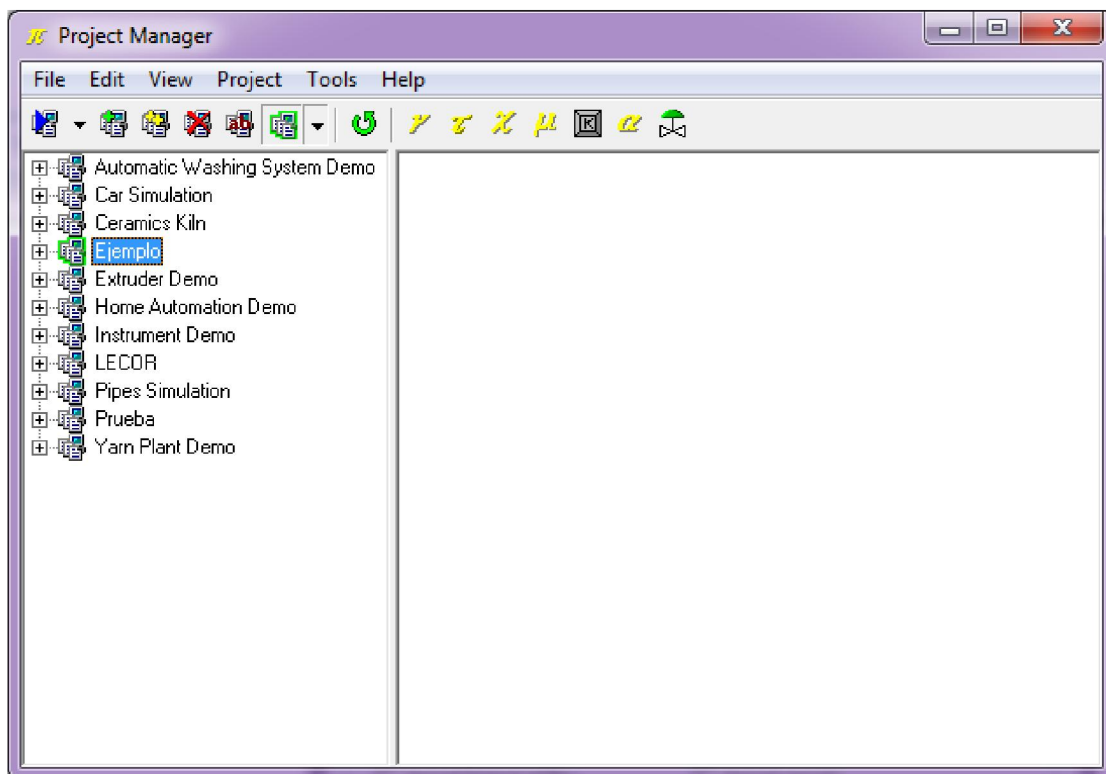 Project Manager
File Edit View Project Tools Help
ab γ τ χ μ K α
Automatic Washing System Demo
Car Simulation
Ceramics Kiln
Ejemplo
Extruder Demo
Home Automation Demo
Instrument Demo
LECOR
Pipes Simulation
Prueba
Yarn Plant Demo